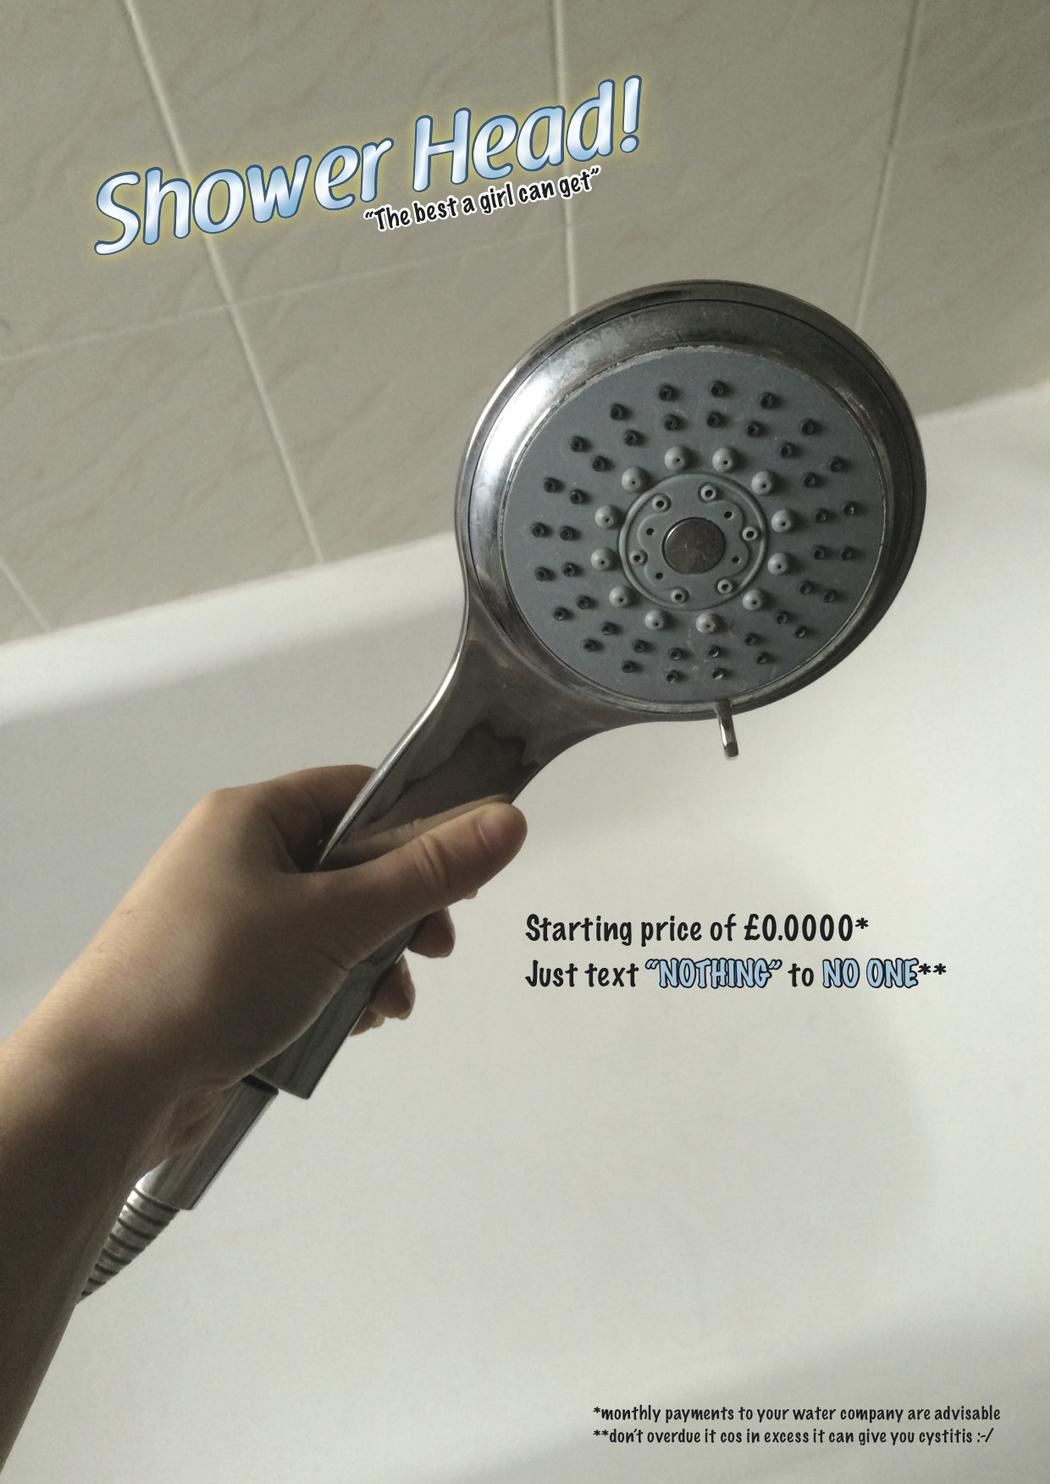 Shower Head!
"The best a girl can get"
Starting price of £0.0000*
Just text "NOTHING" to NO ONE**
*monthly payments to your water company are advisable
**don't overdue it cos in excess it can give you cystitis :-/